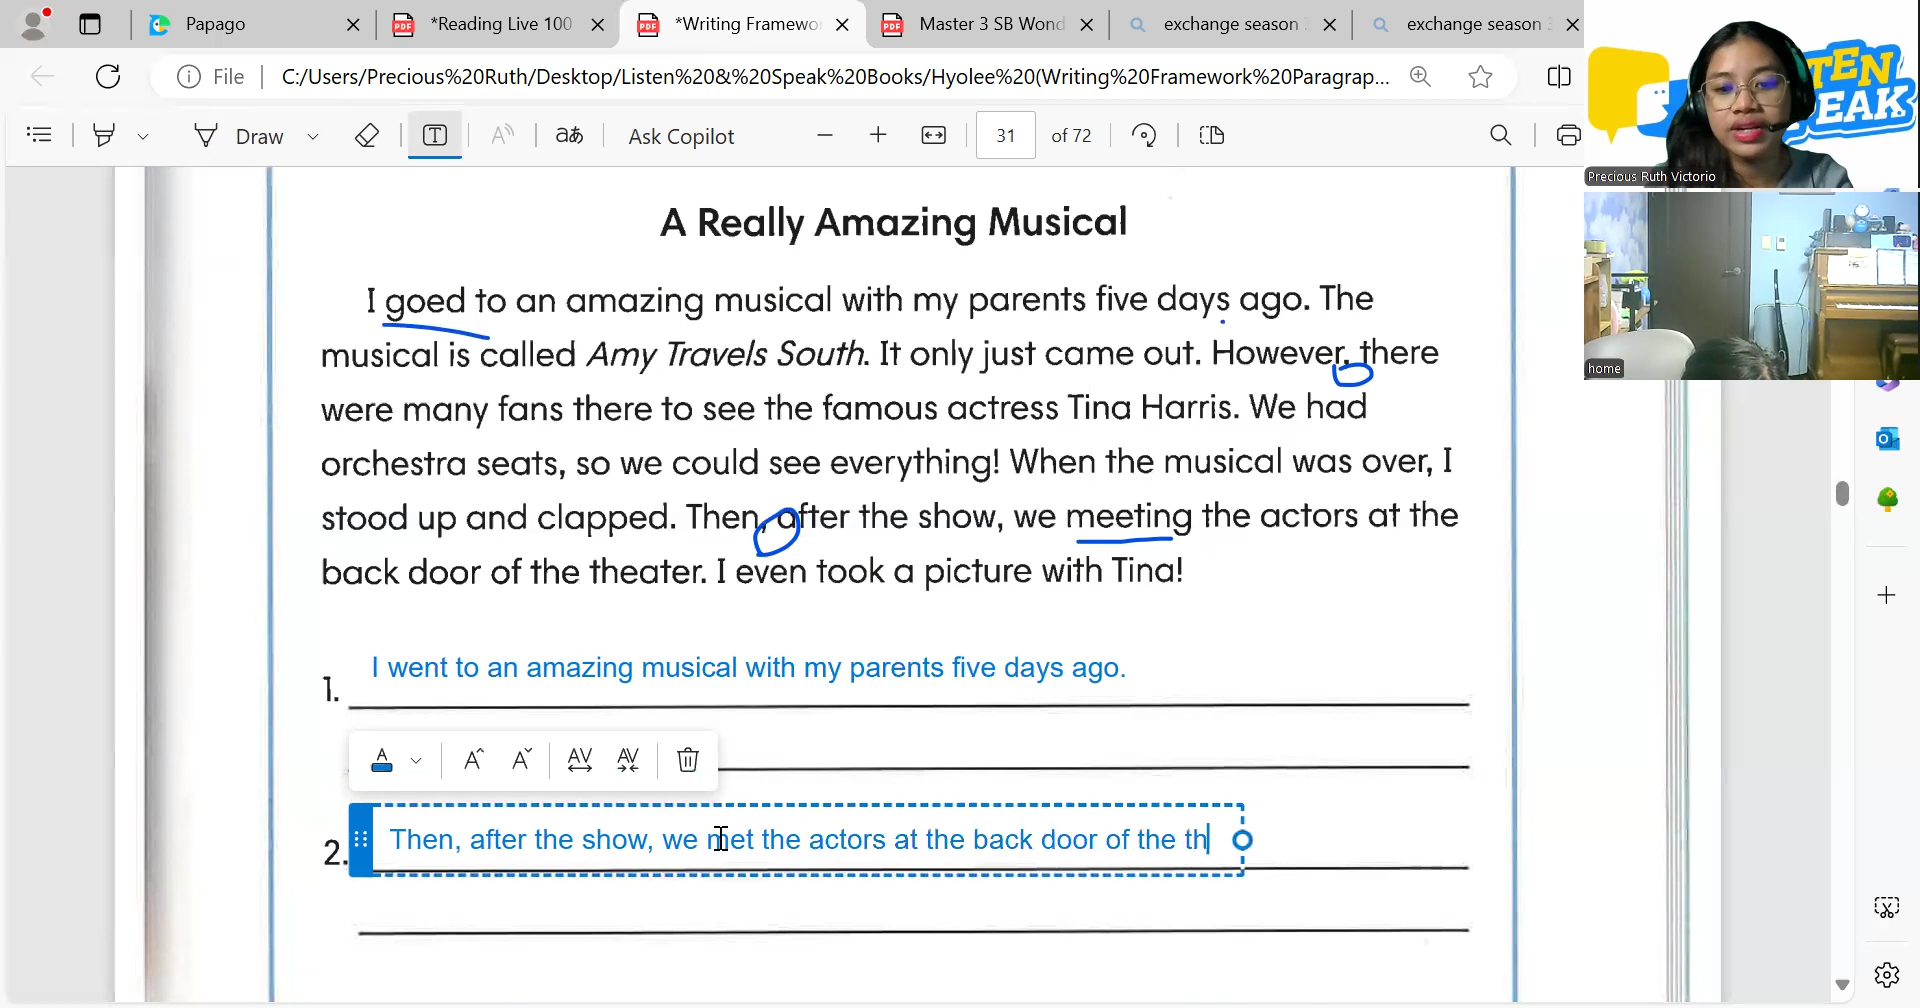 Papago
*Reading Live 100
*Writing Framewo
Master 3 SB Wond
exchange season
exchange season
File
C:/Users/Precious%20Ruth/Desktop/Listen%20&%20Speak%20Books/Hyolee%20(Writing%20Framework%20Paragrap...
Draw
Ask Copilot
31
of 72
TEN
EAK
Precious Ruth Victorio
home
A Really Amazing Musical
I goed to an amazing musical with my parents five days ago. The
musical is called Amy Travels South. It only just came out. However, there
were many fans there to see the famous actress Tina Harris. We had
orchestra seats, so we could see everything! When the musical was over, I
stood up and clapped. Then, after the show, we meeting the actors at the
back door of the theater. I even took a picture with Tina!
1. I went to an amazing musical with my parents five days ago.
2. Then, after the show, we met the actors at the back door of the th